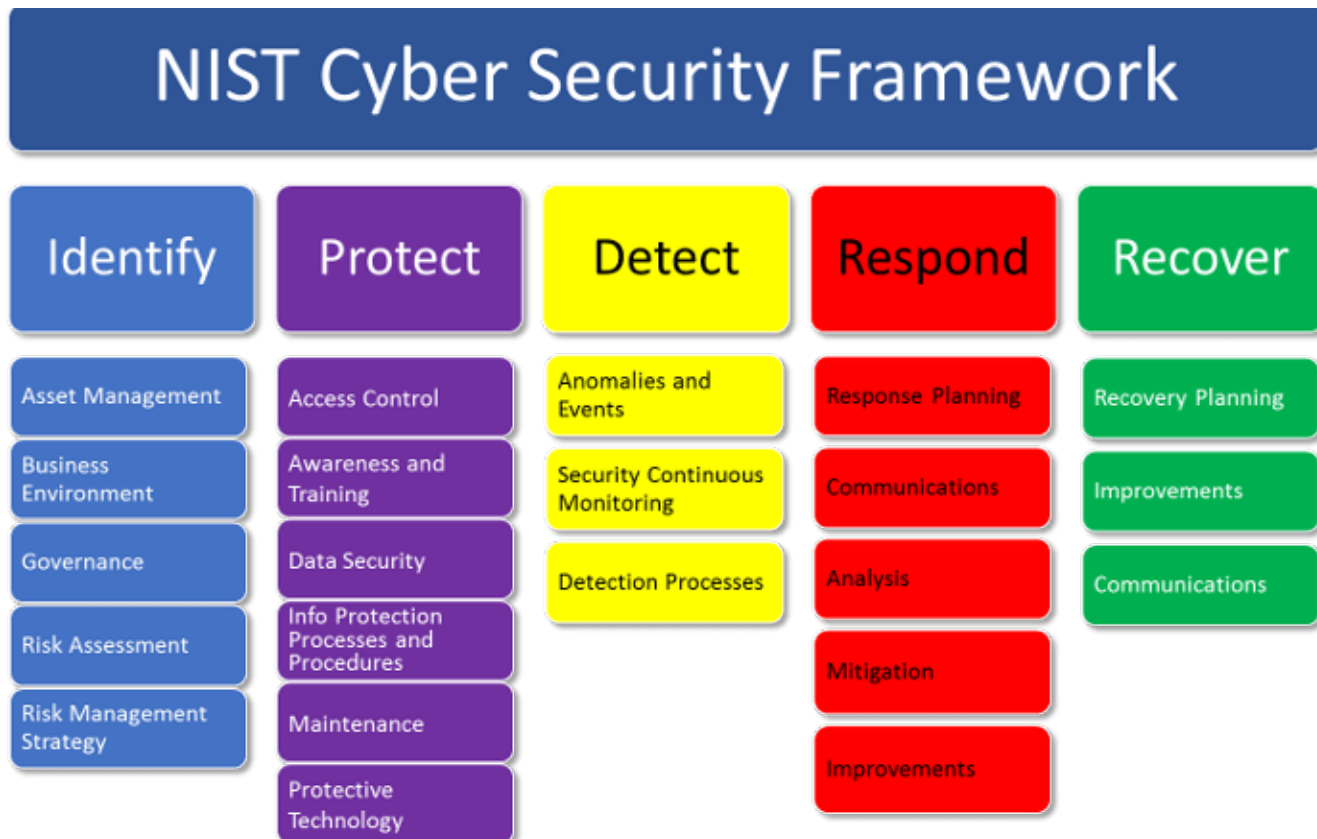 NIST Cyber Security Framework
Identify
Asset Management
Business
Environment
Governance
Risk Assessment
Risk Management
Strategy
Protect
Access Control
Awareness and
Training
Data Security
Info Protection
Processes and
Procedures
Maintenance
Protective
Technology
Detect
Anomalies and
Events
Security Continuous
Monitoring
Detection Processes
Respond
Response Planning
Communications
Analysis
Mitigation
Improvements
Recover
Recovery Planning
Improvements
Communications